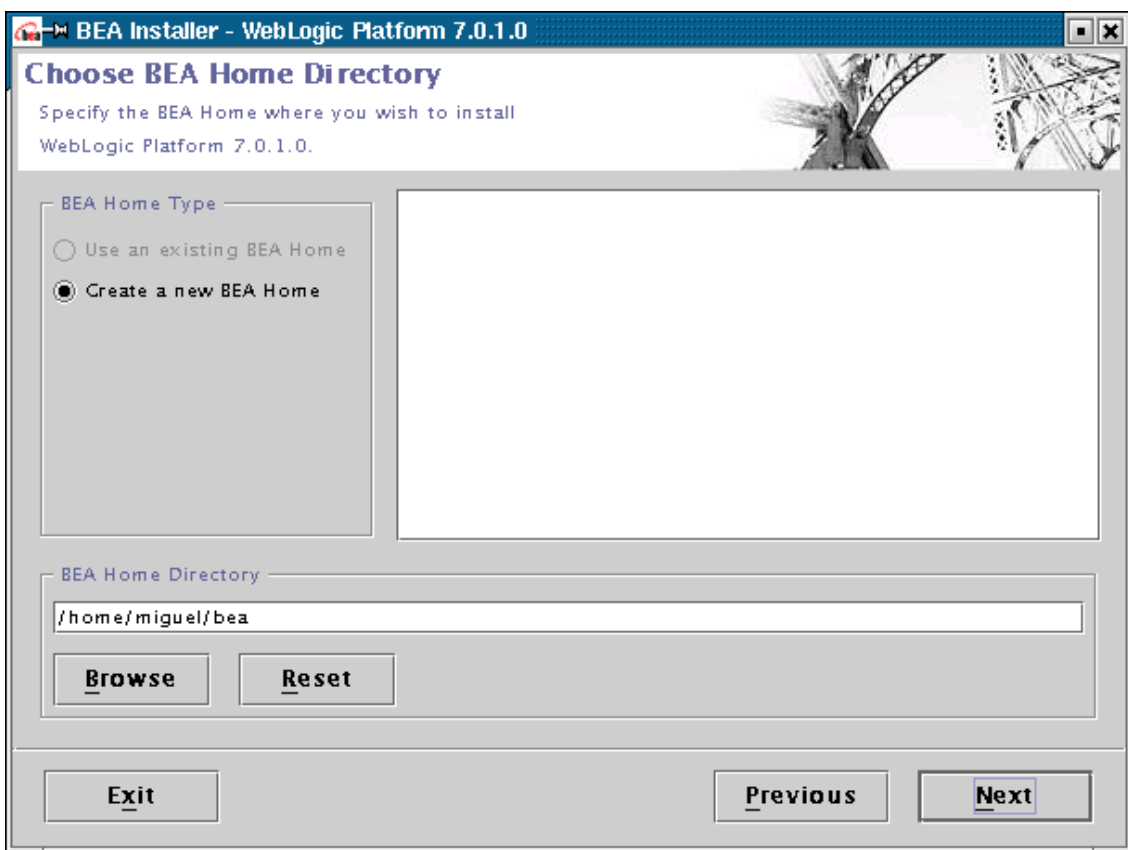 BEA Installer - WebLogic Platform 7.0.1.0
Choose BEA Home Directory
Specify the BEA Home where you wish to install
WebLogic Platform 7.0.1.0.
BEA Home Type
Use an existing BEA Home
Create a new BEA Home
BEA Home Directory
/home/miguel/bea
Browse
Reset
Exit
Previous
Next